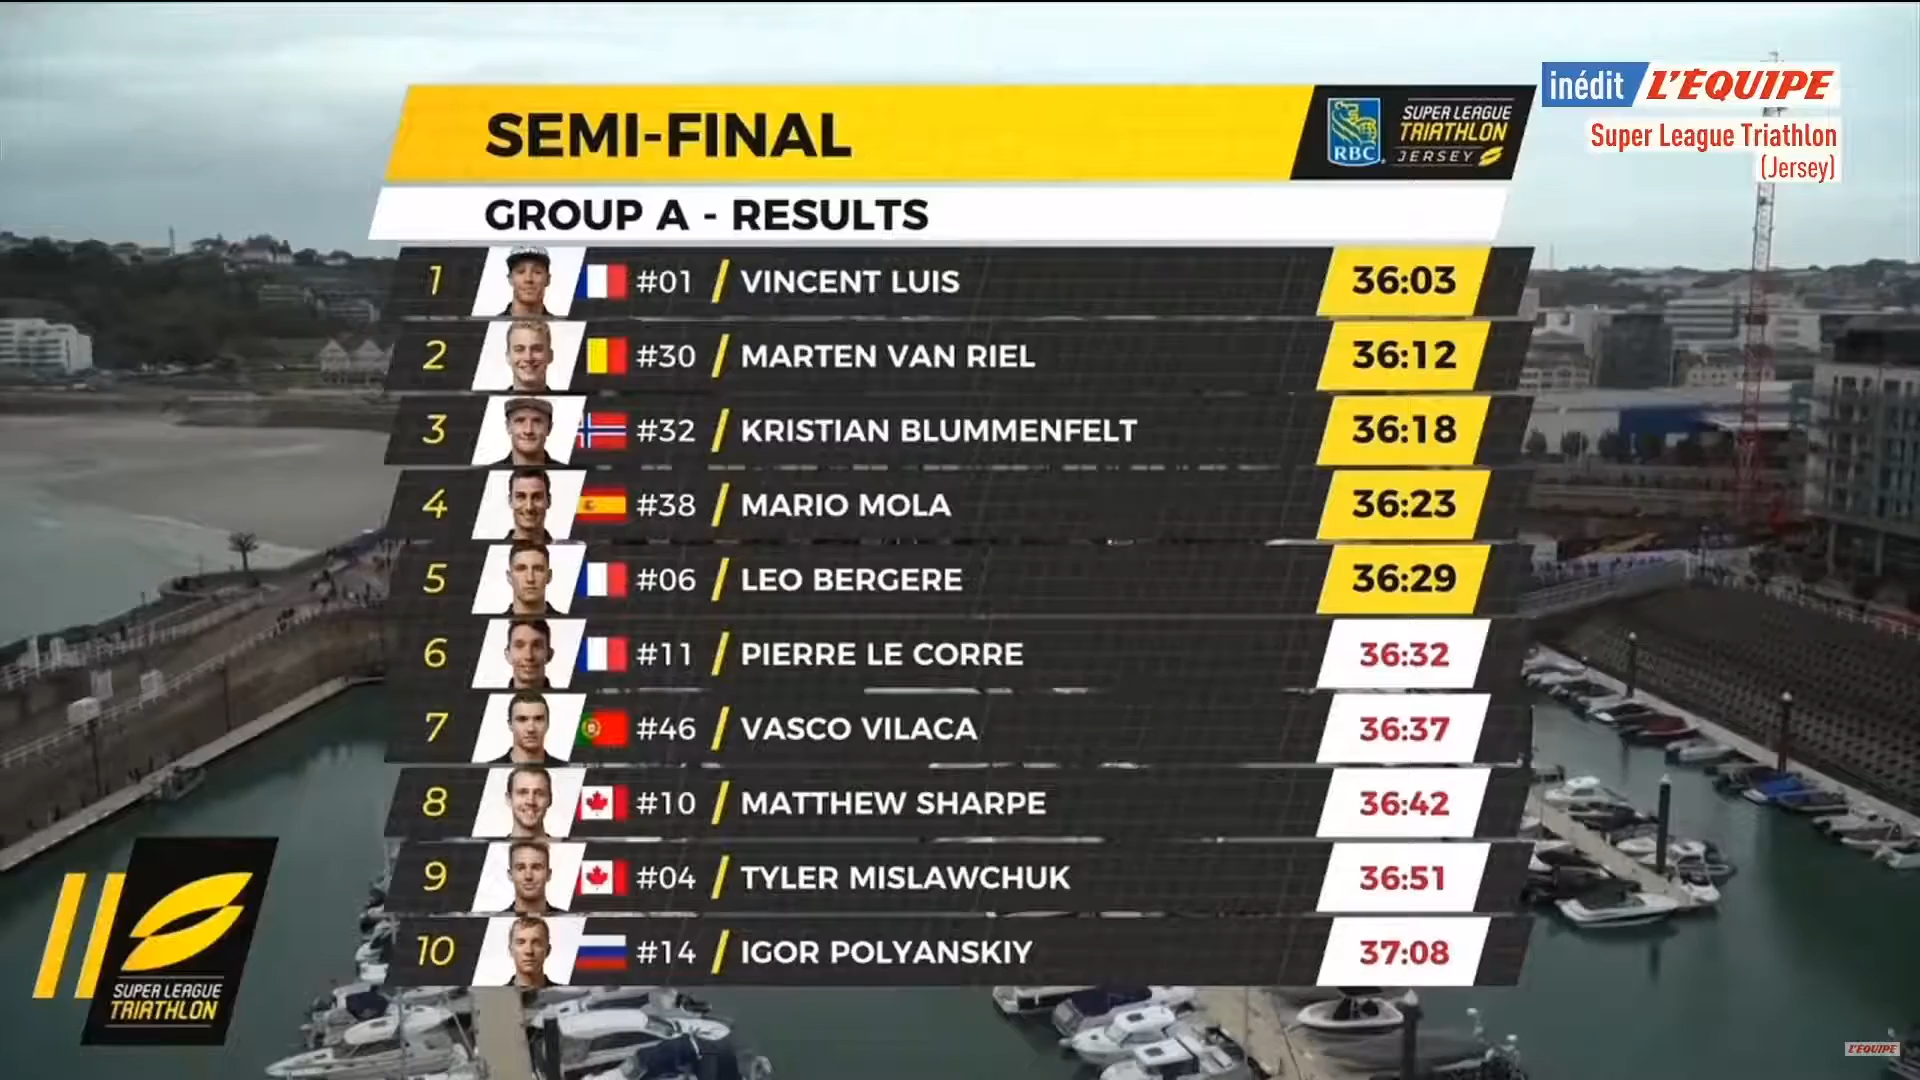 inédit L'ÉQUIPE
Super League Triathlon
(Jersey)
SEMI-FINAL
RBC
SUPER LEAGUE
TRIATHLON
JERSEY
GROUP A - RESULTS
1 #01 / VINCENT LUIS 36:03
2 #30 / MARTEN VAN RIEL 36:12
3 #32 / KRISTIAN BLUMMENFELT 36:18
4 #38 / MARIO MOLA 36:23
5 #06 / LEO BERGERE 36:29
6 #11 / PIERRE LE CORRE 36:32
7 #46 / VASCO VILACA 36:37
8 #10 / MATTHEW SHARPE 36:42
9 #04 / TYLER MISLAWCHUK 36:51
10 #14 / IGOR POLYANSKIY 37:08
SUPER LEAGUE
TRIATHLON
L'ÉQUIPE